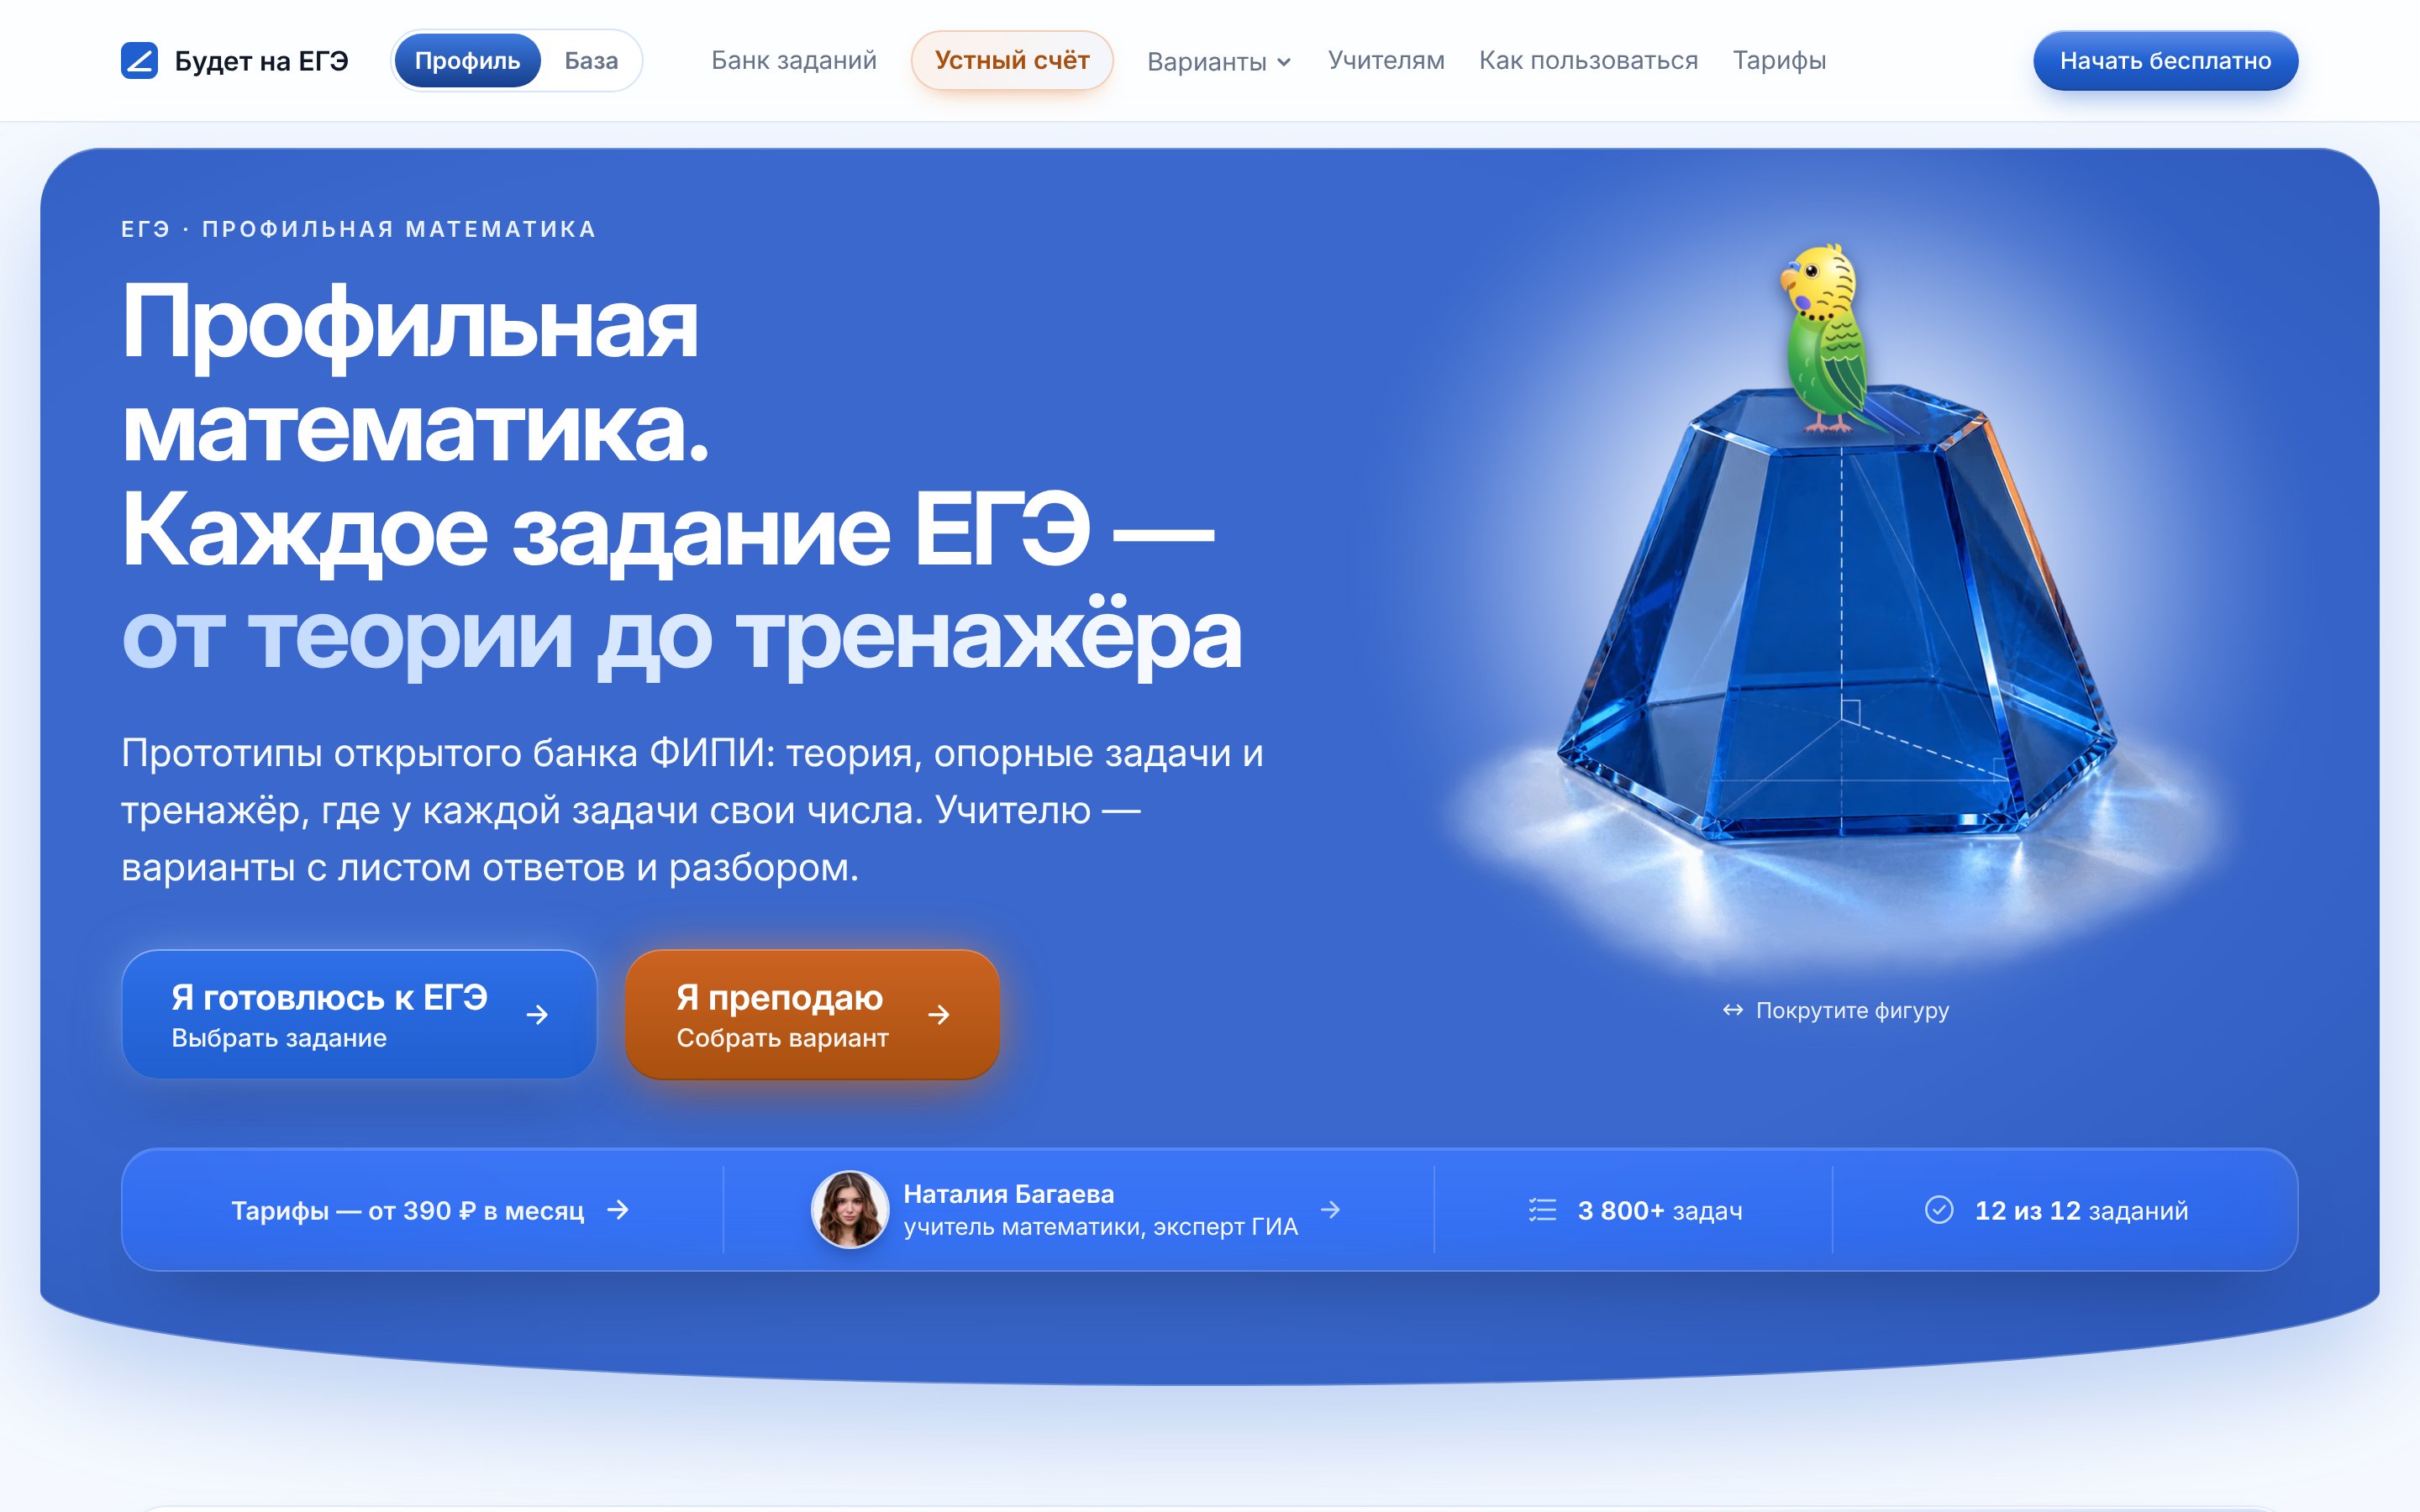 Будет на ЕГЭ
Профиль
База
Банк заданий
Устный счёт
Варианты
Учителям
Как пользоваться
Тарифы
Начать бесплатно
ЕГЭ · ПРОФИЛЬНАЯ МАТЕМАТИКА
Профильная
математика.
Каждое задание ЕГЭ —
от теории до тренажёра
Прототипы открытого банка ФИПИ: теория, опорные задачи и
тренажёр, где у каждой задачи свои числа. Учителю —
варианты с листом ответов и разбором.
Я готовлюсь к ЕГЭ
Выбрать задание
Я преподаю
Собрать вариант
Покрутите фигуру
Тарифы — от 390 ₽ в месяц
Наталия Багаева
учитель математики, эксперт ГИА
3 800+ задач
12 из 12 заданий